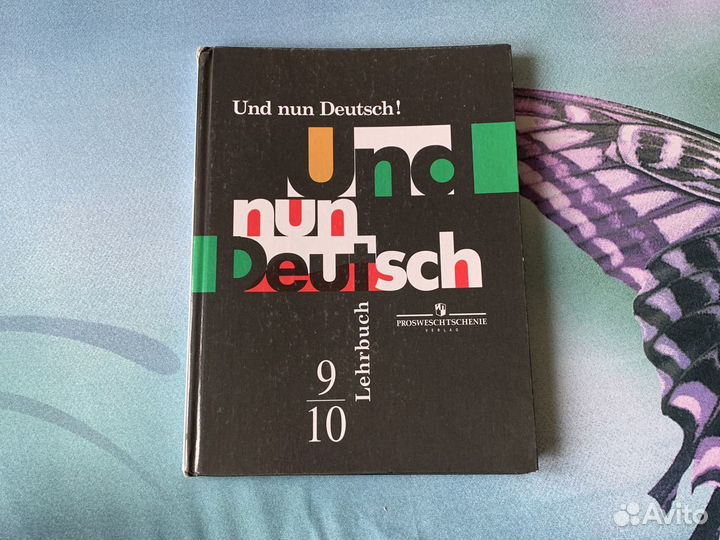 Und nun Deutsch!
Und
nun
Deutsch
PROSWESCHTSCHENIE
VERLAG
Lehrbuch
9
10
Avito